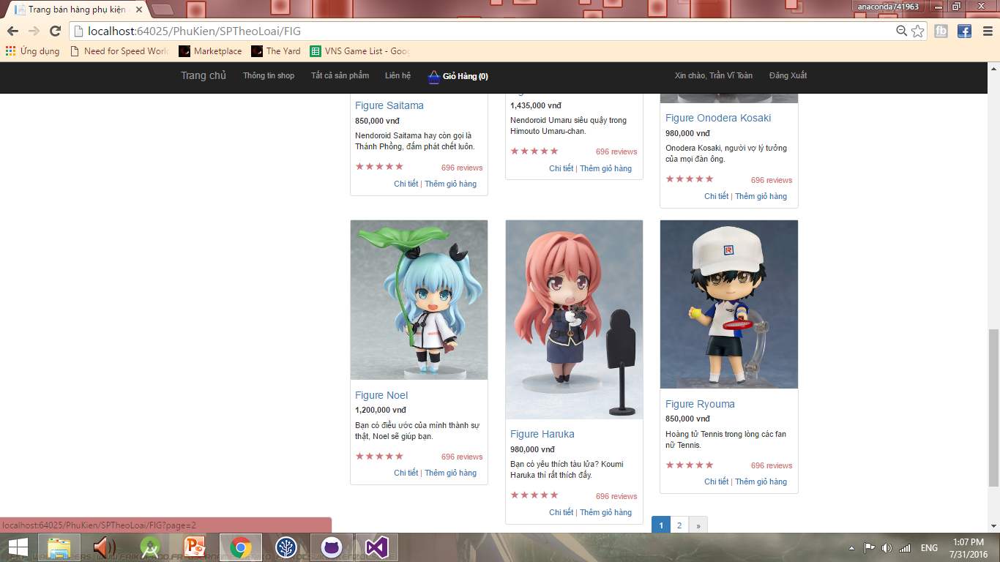 Trang bán hàng phụ kiện
anaconda741963
localhost:64025/PhuKien/SPTheoLoai/FIG
Ứng dụng
Need for Speed World
Marketplace
The Yard
VNS Game List - Goog
Trang chủ
Thông tin shop
Tất cả sản phẩm
Liên hệ
Giỏ Hàng (0)
Xin chào, Trần Vĩ Toàn
Đăng Xuất
Figure Saitama
850,000 vnđ
Nendoroid Saitama hay còn gọi là
Thánh Phồng, đấm phát chết luôn.
★★★★★ 696 reviews
Chi tiết | Thêm giỏ hàng
1,435,000 vnđ
Nendoroid Umaru siêu quậy trong
Himouto Umaru-chan.
★★★★★ 696 reviews
Chi tiết | Thêm giỏ hàng
Figure Onodera Kosaki
980,000 vnđ
Onodera Kosaki, người vợ lý tưởng
của mọi đàn ông.
★★★★★ 696 reviews
Chi tiết | Thêm giỏ hàng
Figure Noel
1,200,000 vnđ
Bạn có điều ước của mình thành sự
thật, Noel sẽ giúp bạn.
★★★★★ 696 reviews
Chi tiết | Thêm giỏ hàng
Figure Haruka
980,000 vnđ
Bạn có yêu thích tàu lửa? Koumi
Haruka thì rất thích đấy.
★★★★★ 696 reviews
Chi tiết | Thêm giỏ hàng
R
Figure Ryouma
850,000 vnđ
Hoàng tử Tennis trong lòng các fan
nữ Tennis.
★★★★★ 696 reviews
Chi tiết | Thêm giỏ hàng
1 2 »
localhost:64025/PhuKien/SPTheoLoai/FIG?page=2
ENG
1:07 PM
7/31/2016